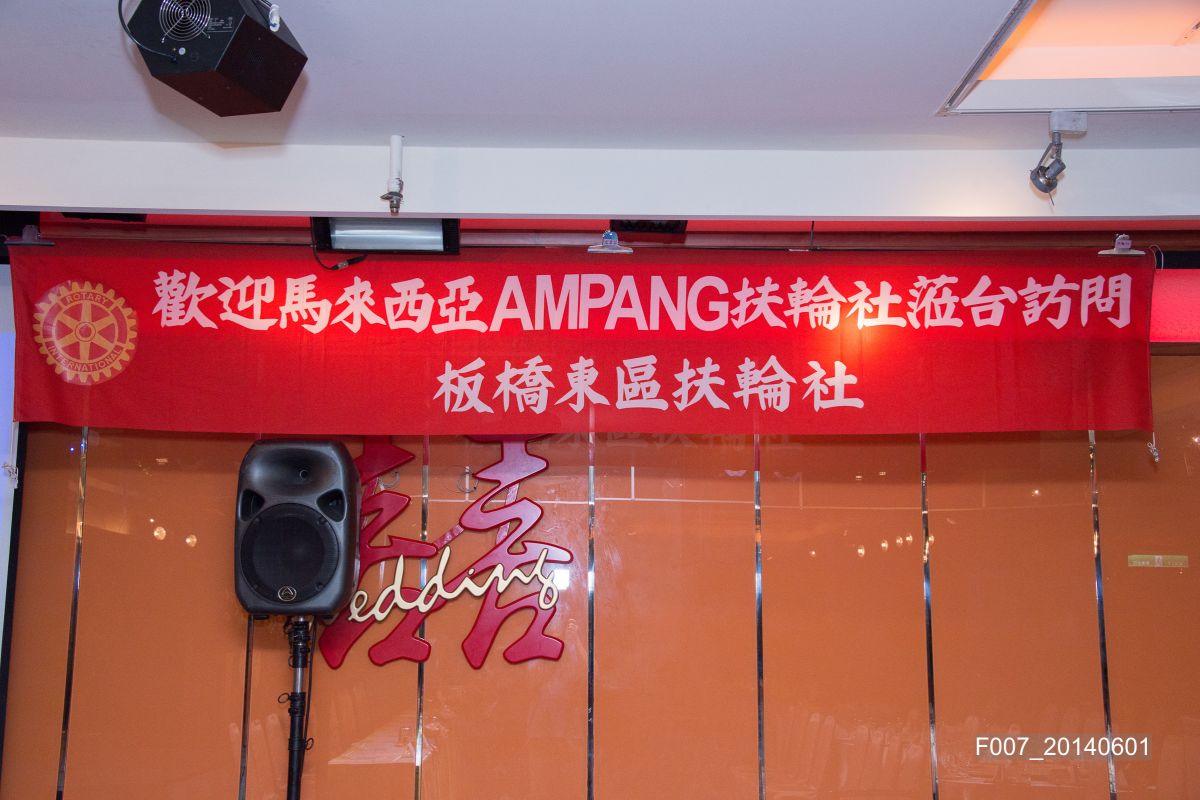 歡迎馬來西亞AMPANG扶輪社蒞台訪問
ROTARY
INTERNATIONAL
板橋東區扶輪社
囍
edding
F007_20140601